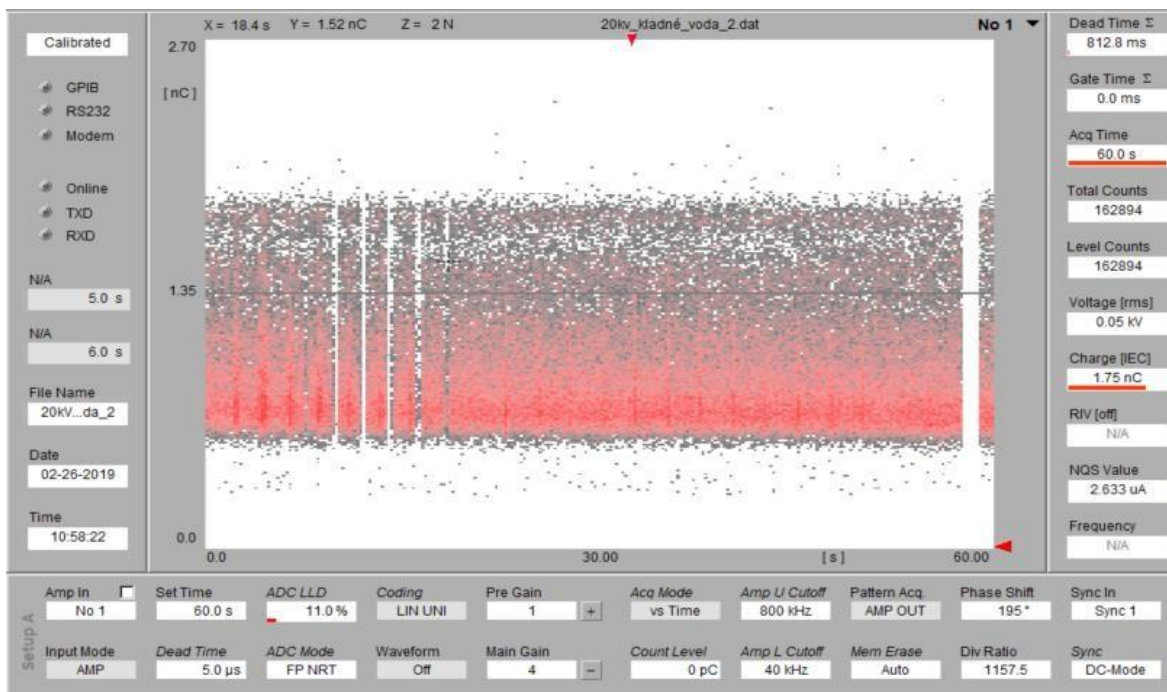 X = 18.4 s Y = 1.52 nC Z = 2 N 20kv_kladné_voda_2.dat No 1
Calibrated
GPIB
RS232
Modem
Online
TXD
RXD
N/A
5.0 s
N/A
6.0 s
File Name
20kV...da_2
Date
02-26-2019
Time
10:58:22
2.70
[nC]
1.35
0.0
0.0 30.00 [s] 60.00
Dead Time Σ
812.8 ms
Gate Time Σ
0.0 ms
Acq Time
60.0 s
Total Counts
162894
Level Counts
162894
Voltage [rms]
0.05 kV
Charge [IEC]
1.75 nC
RIV [off]
N/A
NQS Value
2.633 uA
Frequency
N/A
Setup A
Amp In Set Time ADC LLD Coding Pre Gain Acq Mode Amp U Cutoff Pattern Acq. Phase Shift Sync In
No 1 60.0 s 11.0 % LIN UNI 1 + vs Time 800 kHz AMP OUT 195° Sync 1
Input Mode Dead Time ADC Mode Waveform Main Gain Count Level Amp L Cutoff Mem Erase Div Ratio Sync
AMP 5.0 µs FP NRT Off 4 − 0 pC 40 kHz Auto 1157.5 DC-Mode